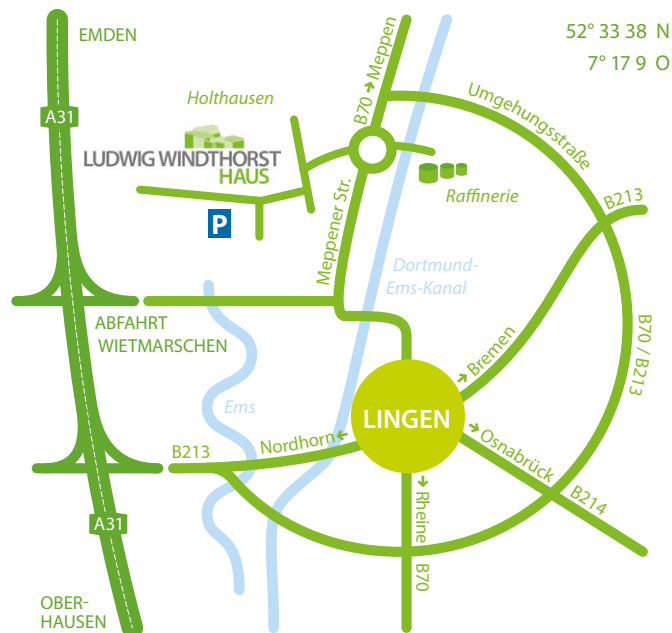 EMDEN
52° 33 38 N
7° 17 9 O
A31
Holthausen
B70 → Meppen
Umgehungsstraße
LUDWIG WINDTHORST
HAUS
P
Raffinerie
B213
Meppener Str.
Dortmund-
Ems-Kanal
ABFAHRT
WIETMARSCHEN
B70 / B213
→ Bremen
Ems
LINGEN
B213
Nordhorn ←
→ Osnabrück
B214
→ Rheine
B70
A31
OBER-
HAUSEN